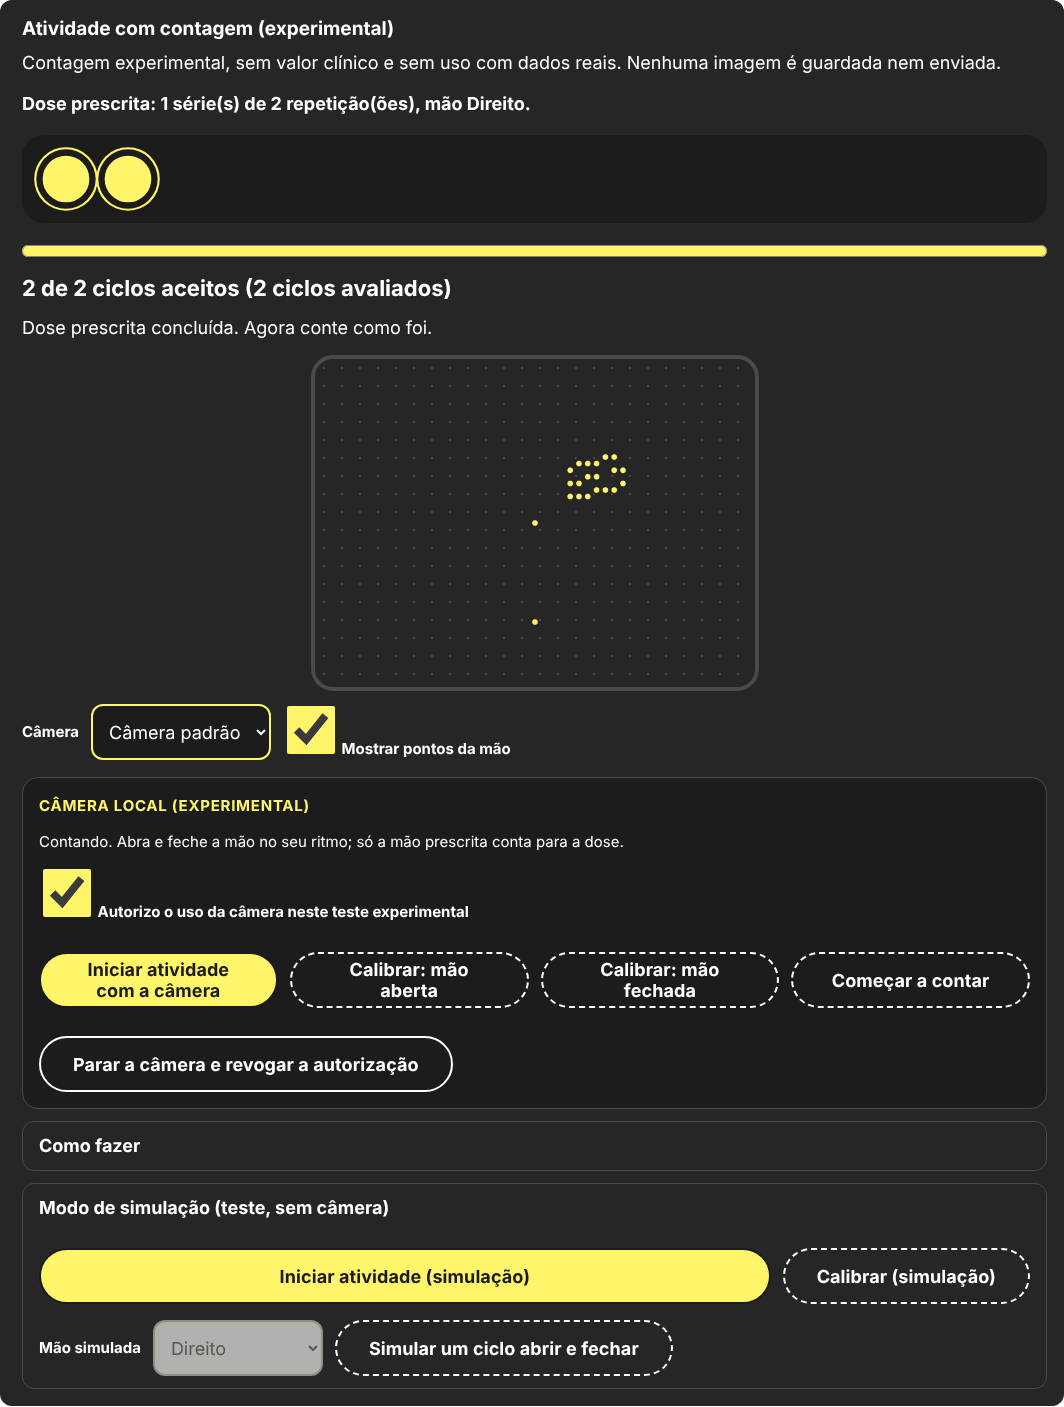 Atividade com contagem (experimental)
Contagem experimental, sem valor clínico e sem uso com dados reais. Nenhuma imagem é guardada nem enviada.
Dose prescrita: 1 série(s) de 2 repetição(ões), mão Direito.
2 de 2 ciclos aceitos (2 ciclos avaliados)
Dose prescrita concluída. Agora conte como foi.
Câmera
Câmera padrão
Mostrar pontos da mão
CÂMERA LOCAL (EXPERIMENTAL)
Contando. Abra e feche a mão no seu ritmo; só a mão prescrita conta para a dose.
Autorizo o uso da câmera neste teste experimental
Iniciar atividade
com a câmera
Calibrar: mão
aberta
Calibrar: mão
fechada
Começar a contar
Parar a câmera e revogar a autorização
Como fazer
Modo de simulação (teste, sem câmera)
Iniciar atividade (simulação)
Calibrar (simulação)
Mão simulada
Direito
Simular um ciclo abrir e fechar